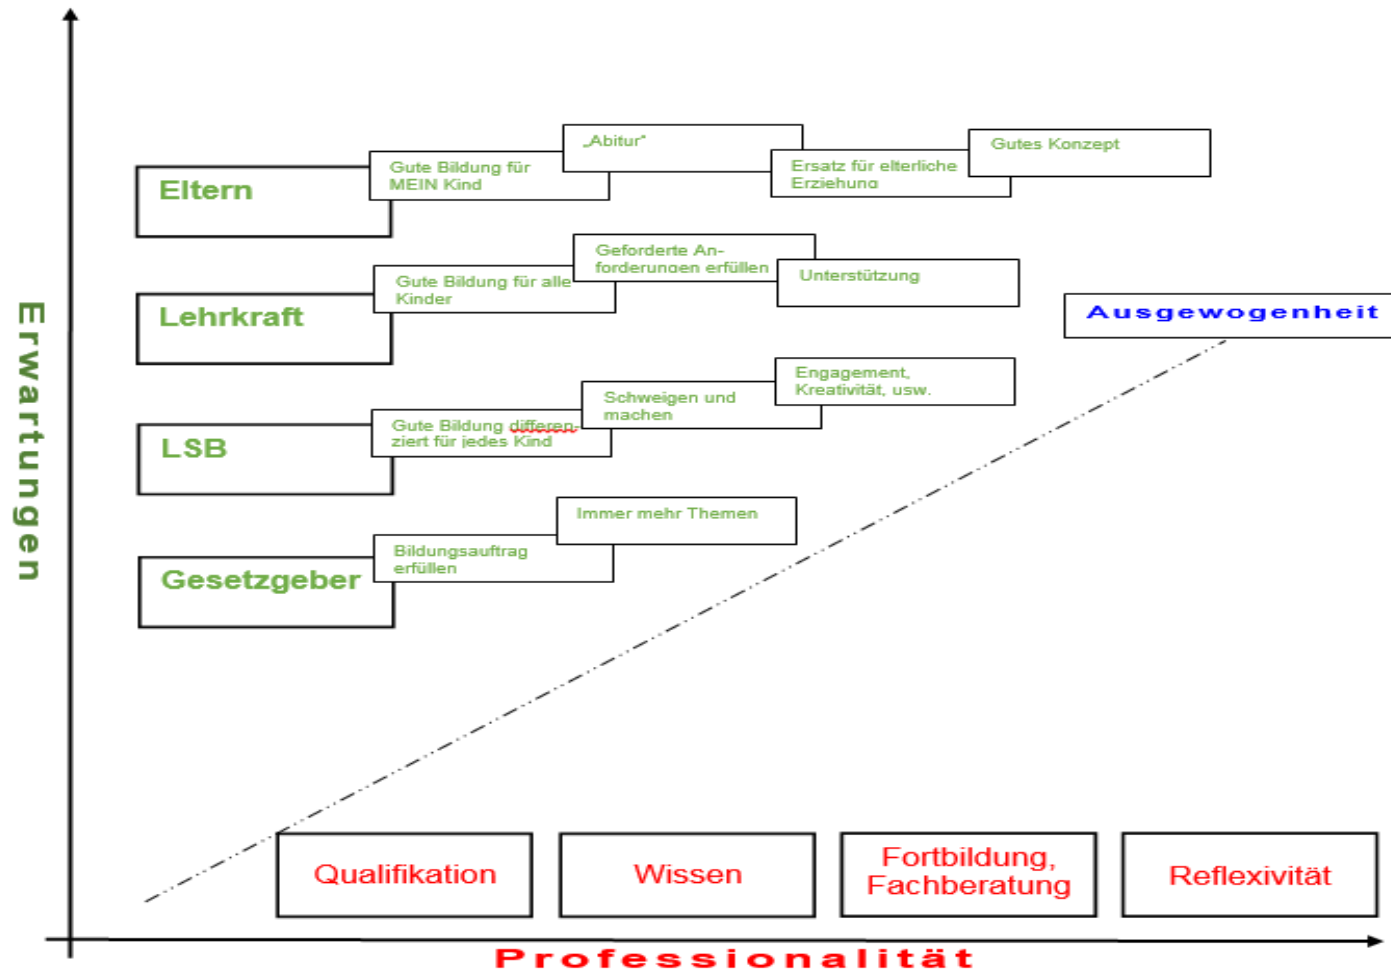 Erwartungen
Eltern
Gute Bildung für
MEIN Kind
„Abitur“
Ersatz für elterliche
Erziehung
Gutes Konzept
Lehrkraft
Gute Bildung für alle
Kinder
Geforderte An-
forderungen erfüllen
Unterstützung
Ausgewogenheit
LSB
Gute Bildung differen-
ziert für jedes Kind
Schweigen und
machen
Engagement,
Kreativität, usw.
Gesetzgeber
Bildungsauftrag
erfüllen
Immer mehr Themen
Qualifikation
Wissen
Fortbildung,
Fachberatung
Reflexivität
Professionalität